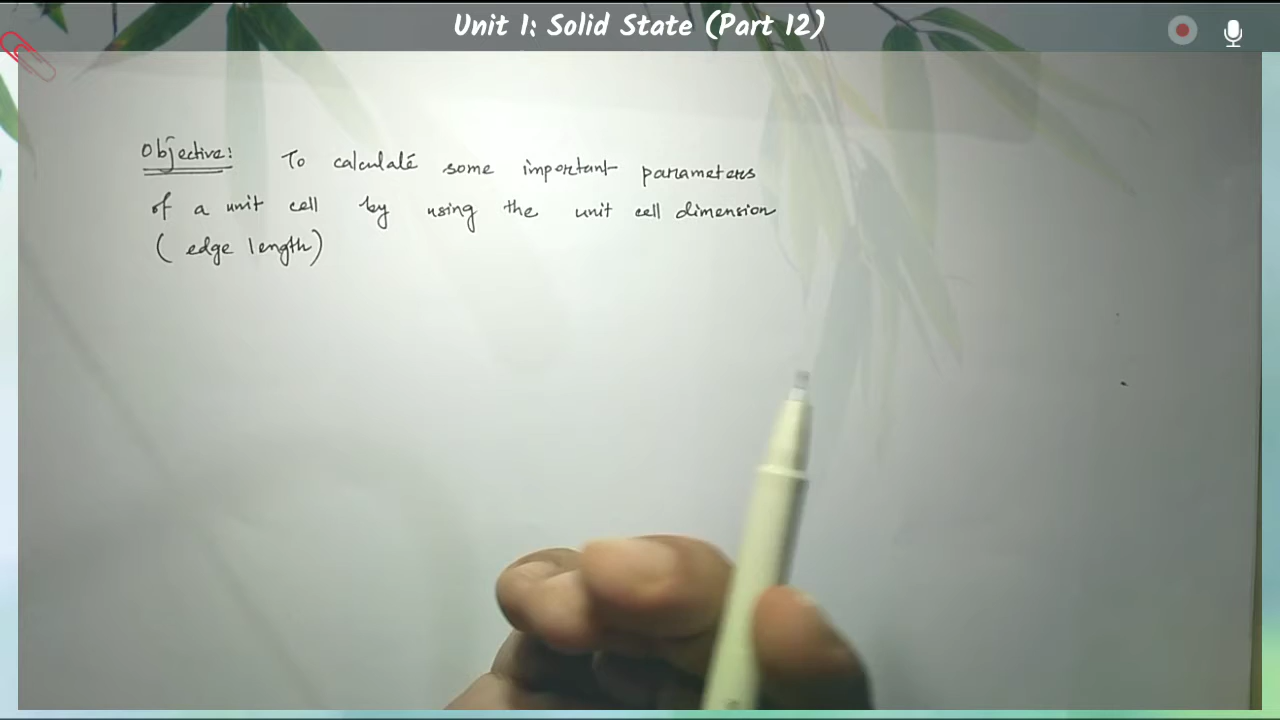 Unit 1: Solid State (Part 12)
Objective: To calculate some important parameters
of a unit cell by using the unit cell dimension
( edge length)